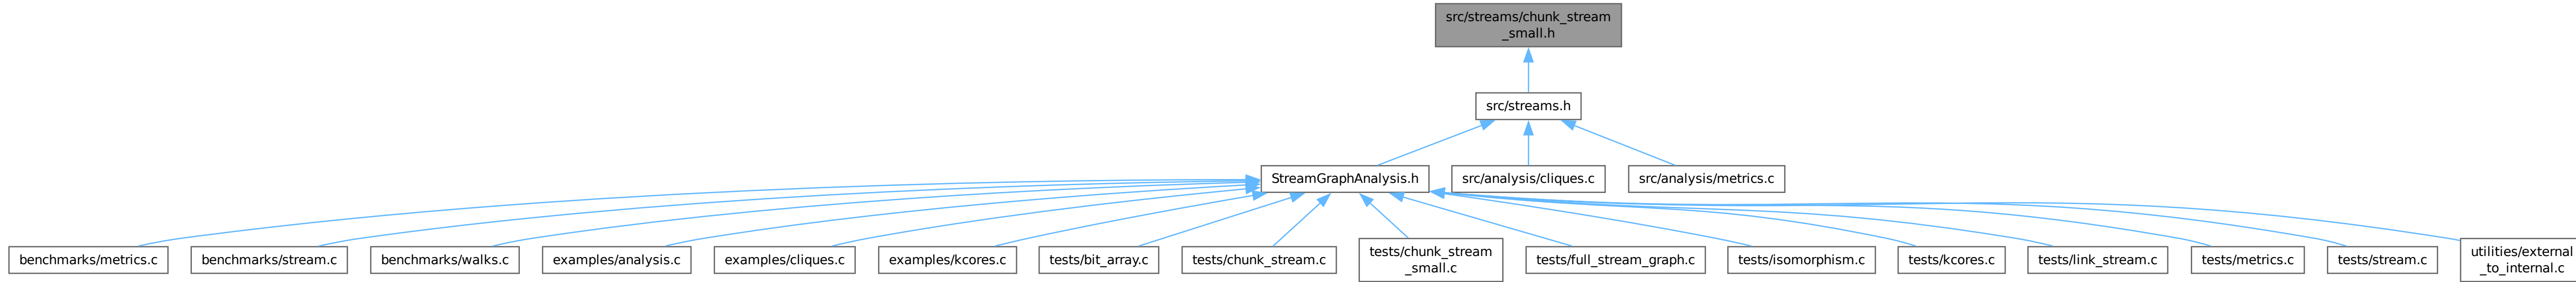 src/streams/chunk_stream
_small.h
src/streams.h
StreamGraphAnalysis.h
src/analysis/cliques.c
src/analysis/metrics.c
benchmarks/metrics.c
benchmarks/stream.c
benchmarks/walks.c
examples/analysis.c
examples/cliques.c
examples/kcores.c
tests/bit_array.c
tests/chunk_stream.c
tests/chunk_stream
_small.c
tests/full_stream_graph.c
tests/isomorphism.c
tests/kcores.c
tests/link_stream.c
tests/metrics.c
tests/stream.c
utilities/external
_to_internal.c